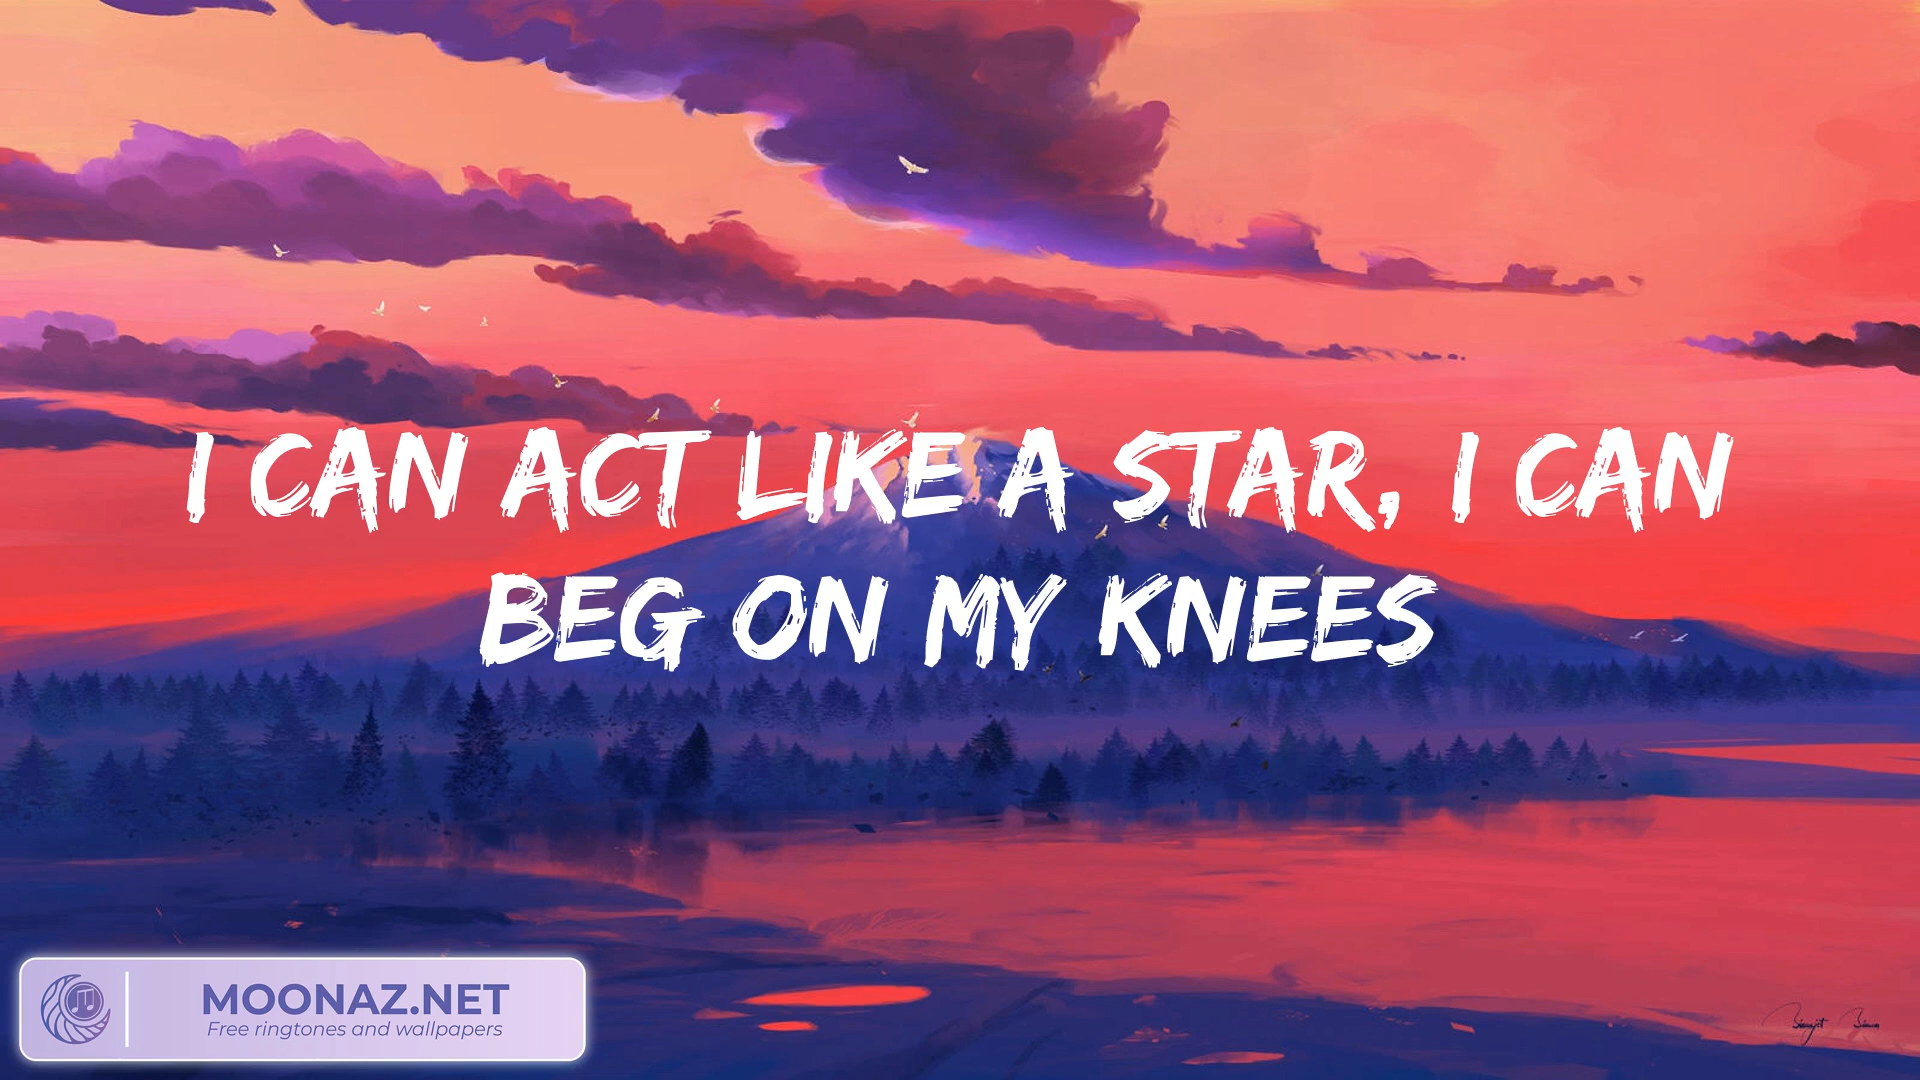 I CAN ACT LIKE A STAR, I CAN
BEG ON MY KNEES
MOONAZ.NET
Free ringtones and wallpapers